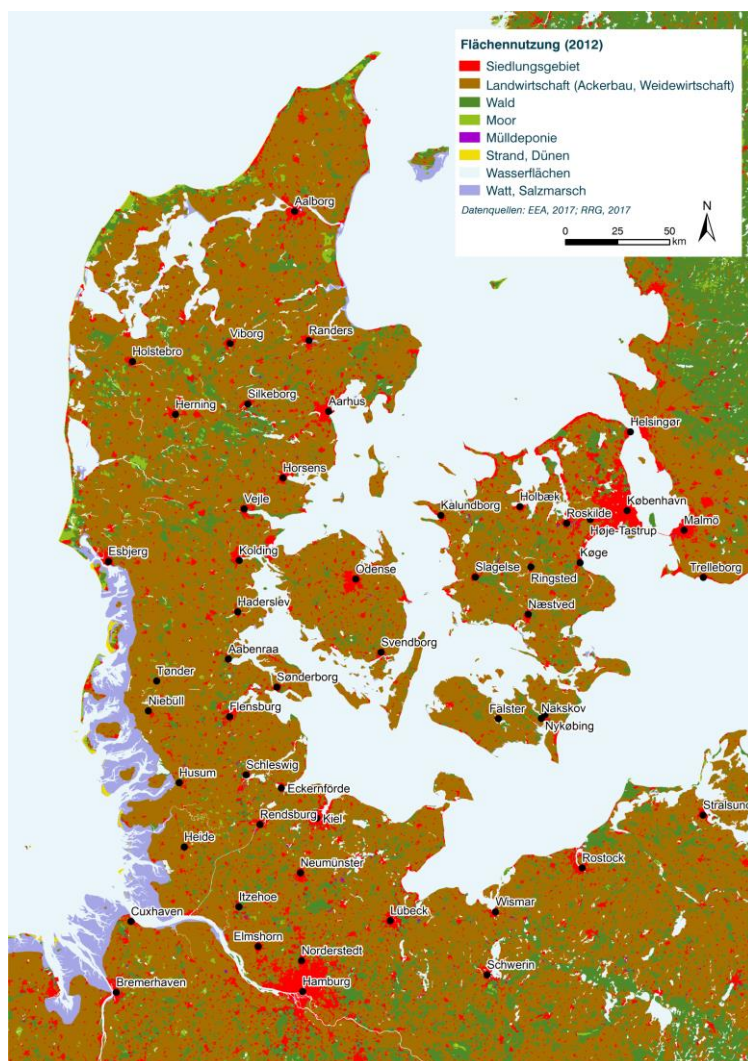 Flächennutzung (2012)
Siedlungsgebiet
Landwirtschaft (Ackerbau, Weidewirtschaft)
Wald
Moor
Mülldeponie
Strand, Dünen
Wasserflächen
Watt, Salzmarsch
Datenquellen: EEA, 2017; RRG, 2017
N
0 25 50
km
Aalborg
Viborg
Randers
Holstebro
Silkeborg
Herning
Aarhus
Helsingør
Horsens
Vejle
Kalundborg
Holbæk
København
Roskilde
Høje-Tastrup
Malmö
Esbjerg
Kolding
Odense
Køge
Slagelse
Ringsted
Trelleborg
Haderslev
Næstved
Svendborg
Aabenraa
Tønder
Sønderborg
Niebüll
Flensburg
Falster
Nakskov
Nykøbing
Schleswig
Husum
Eckernförde
Stralsund
Rendsburg
Kiel
Heide
Rostock
Neumünster
Itzehoe
Wismar
Cuxhaven
Lübeck
Elmshorn
Norderstedt
Schwerin
Bremerhaven
Hamburg